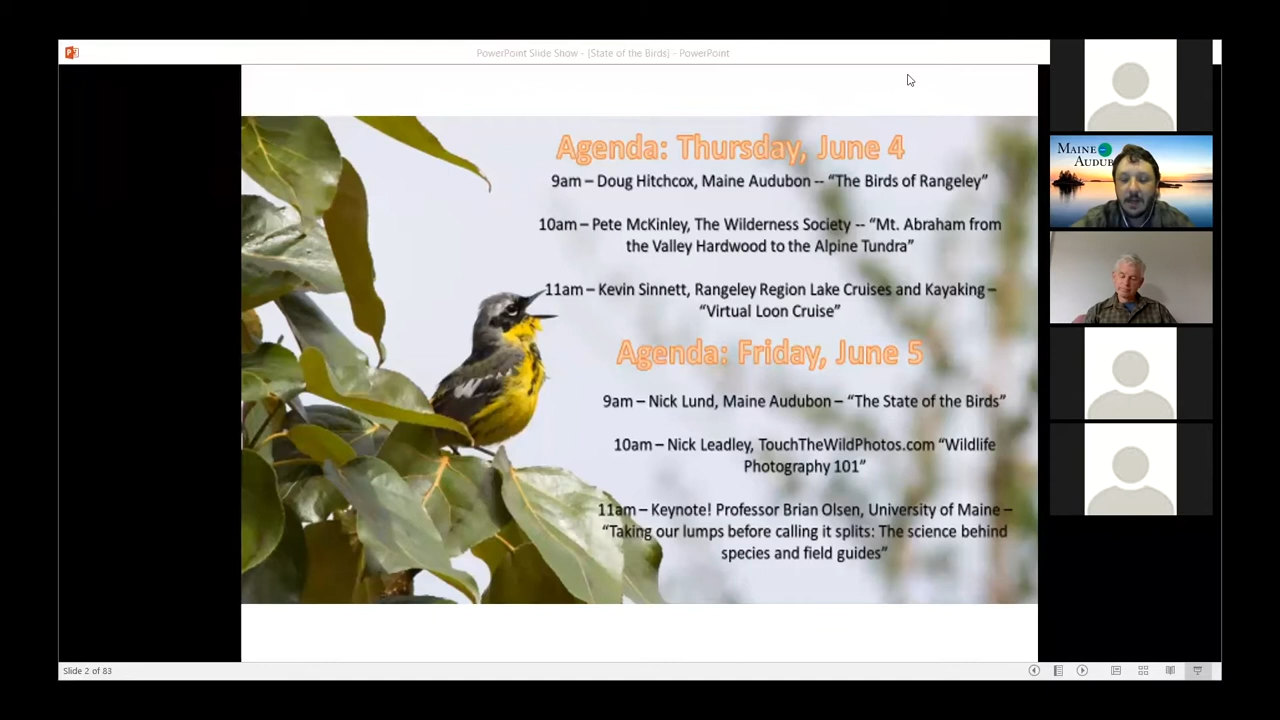 PowerPoint Slide Show - [State of the Birds] - PowerPoint
Agenda: Thursday, June 4
9am – Doug Hitchcox, Maine Audubon -- “The Birds of Rangeley”
10am – Pete McKinley, The Wilderness Society -- “Mt. Abraham from
the Valley Hardwood to the Alpine Tundra”
11am – Kevin Sinnett, Rangeley Region Lake Cruises and Kayaking –
“Virtual Loon Cruise”
Agenda: Friday, June 5
9am – Nick Lund, Maine Audubon – “The State of the Birds”
10am – Nick Leadley, TouchTheWildPhotos.com “Wildlife
Photography 101”
11am – Keynote! Professor Brian Olsen, University of Maine –
“Taking our lumps before calling it splits: The science behind
species and field guides”
MAINE
AUDUB
Slide 2 of 83